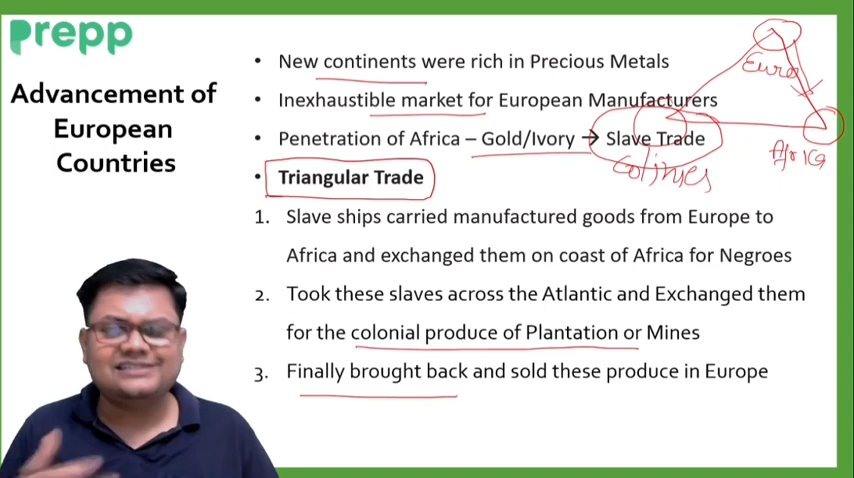 prepp
Advancement of
European
Countries
• New continents were rich in Precious Metals
• Inexhaustible market for European Manufacturers
• Penetration of Africa – Gold/Ivory → Slave Trade
• Triangular Trade
1. Slave ships carried manufactured goods from Europe to
Africa and exchanged them on coast of Africa for Negroes
2. Took these slaves across the Atlantic and Exchanged them
for the colonial produce of Plantation or Mines
3. Finally brought back and sold these produce in Europe
Euro
Africa